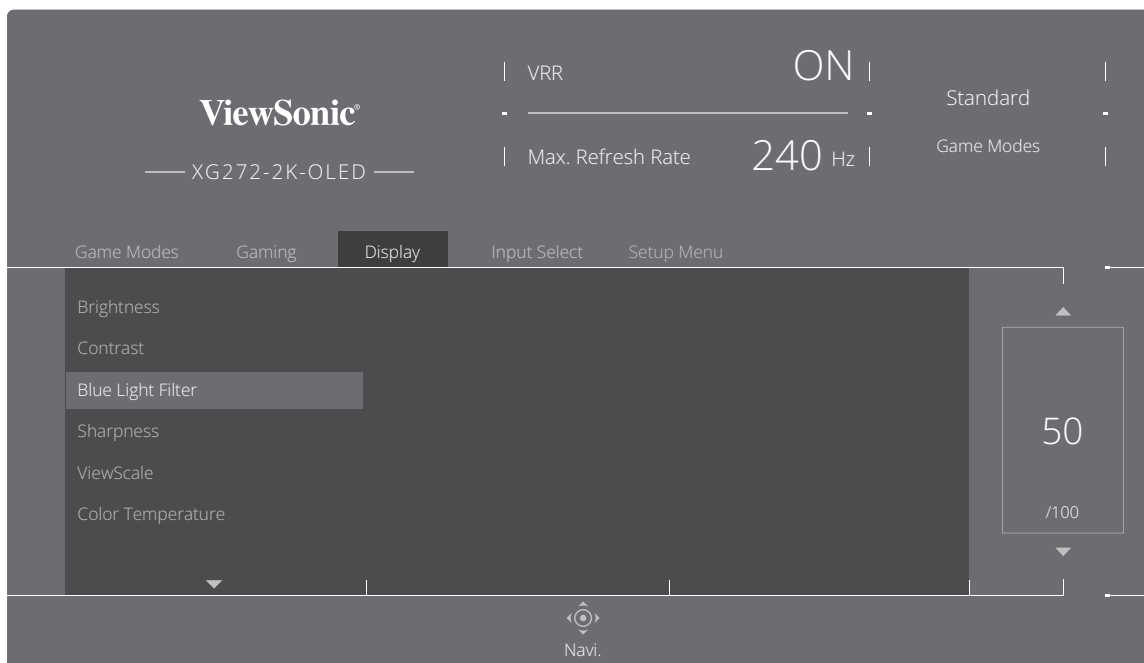 ViewSonic®
XG272-2K-OLED
VRR ON
Max. Refresh Rate 240 Hz
Standard
Game Modes
Game Modes Gaming Display Input Select Setup Menu
Brightness
Contrast
Blue Light Filter
Sharpness
ViewScale
Color Temperature
50
/100
Navi.